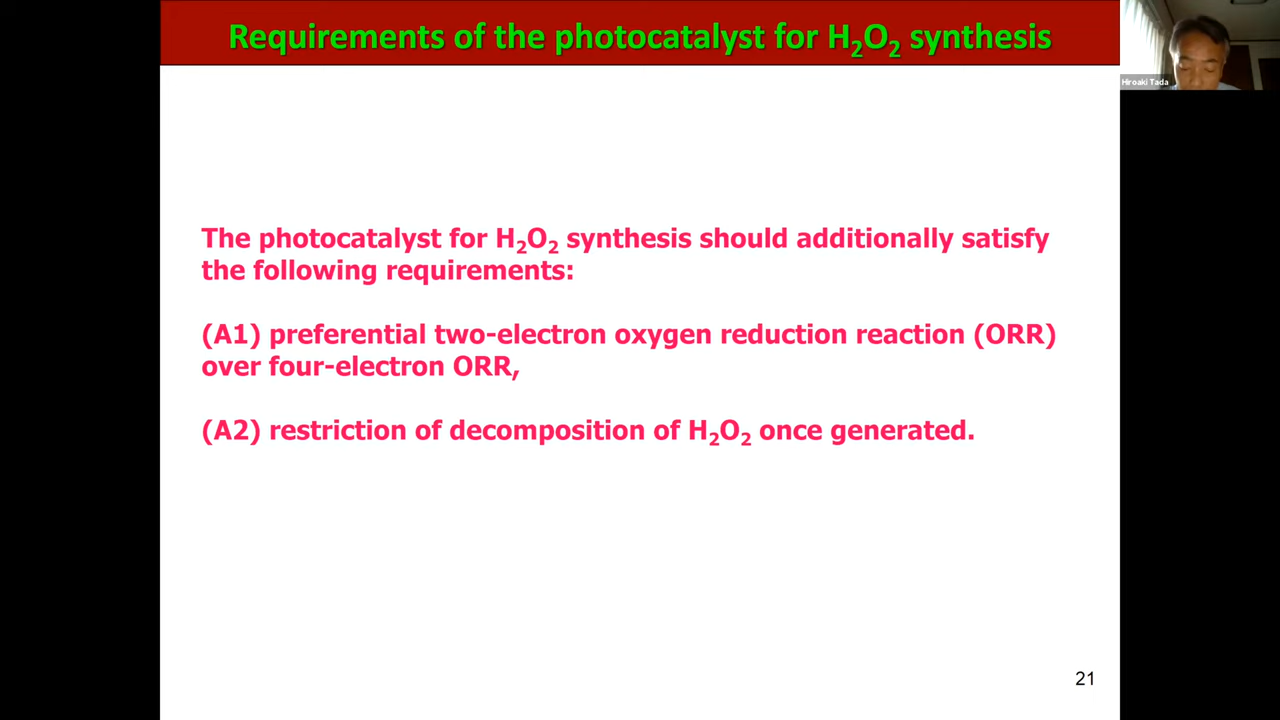 Requirements of the photocatalyst for H₂O₂ synthesis
Hiroaki Tada
The photocatalyst for H₂O₂ synthesis should additionally satisfy
the following requirements:
(A1) preferential two-electron oxygen reduction reaction (ORR)
over four-electron ORR,
(A2) restriction of decomposition of H₂O₂ once generated.
21